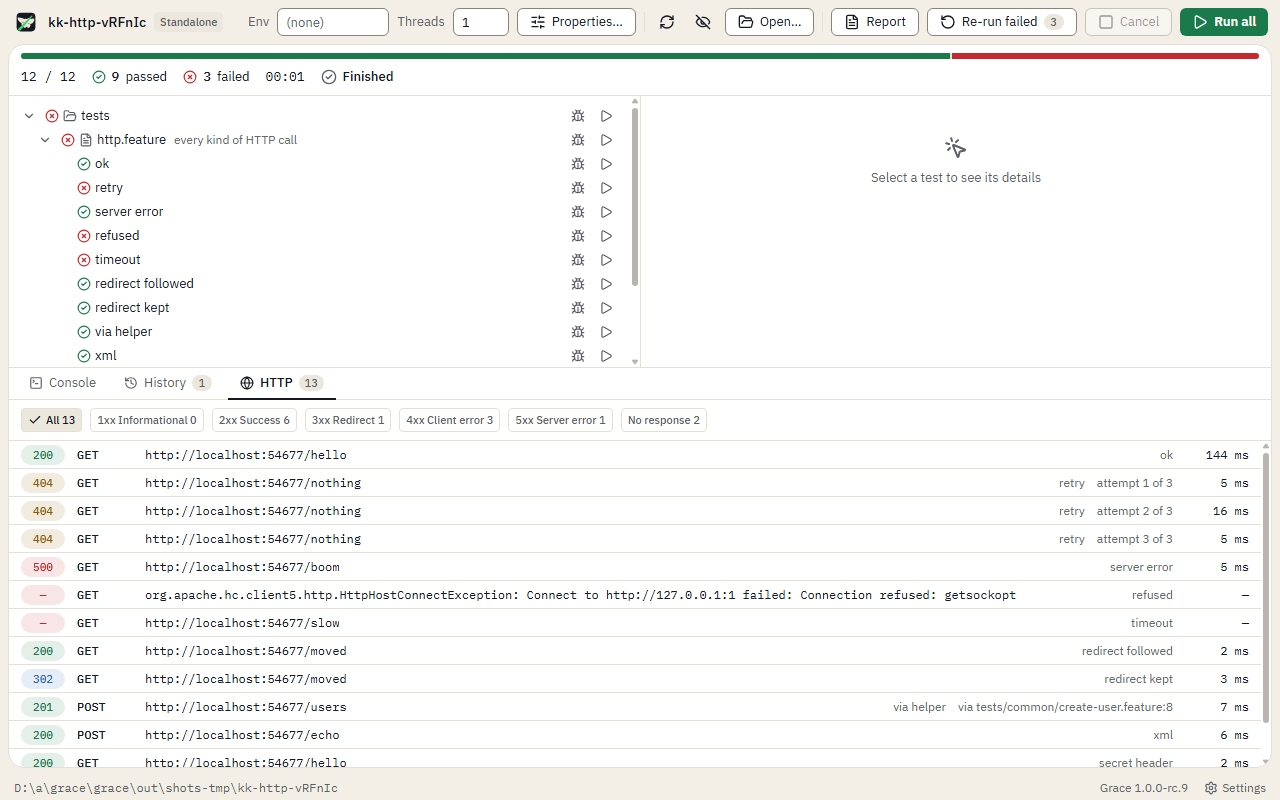 kk-http-vRFnIc Standalone Env (none) Threads 1 Properties... Open... Report Re-run failed 3 Cancel Run all
12 / 12 9 passed 3 failed 00:01 Finished
tests
http.feature every kind of HTTP call
ok
retry
server error
refused
timeout
redirect followed
redirect kept
via helper
xml
Select a test to see its details
Console History 1 HTTP 13
All 13 1xx Informational 0 2xx Success 6 3xx Redirect 1 4xx Client error 3 5xx Server error 1 No response 2
200 GET http://localhost:54677/hello ok 144 ms
404 GET http://localhost:54677/nothing retry attempt 1 of 3 5 ms
404 GET http://localhost:54677/nothing retry attempt 2 of 3 16 ms
404 GET http://localhost:54677/nothing retry attempt 3 of 3 5 ms
500 GET http://localhost:54677/boom server error 5 ms
– GET org.apache.hc.client5.http.HttpHostConnectException: Connect to http://127.0.0.1:1 failed: Connection refused: getsockopt refused –
– GET http://localhost:54677/slow timeout –
200 GET http://localhost:54677/moved redirect followed 2 ms
302 GET http://localhost:54677/moved redirect kept 3 ms
201 POST http://localhost:54677/users via helper via tests/common/create-user.feature:8 7 ms
200 POST http://localhost:54677/echo xml 6 ms
200 GET http://localhost:54677/hello secret header 2 ms
D:\a\grace\grace\out\shots-tmp\kk-http-vRFnIc Grace 1.0.0-rc.9 Settings